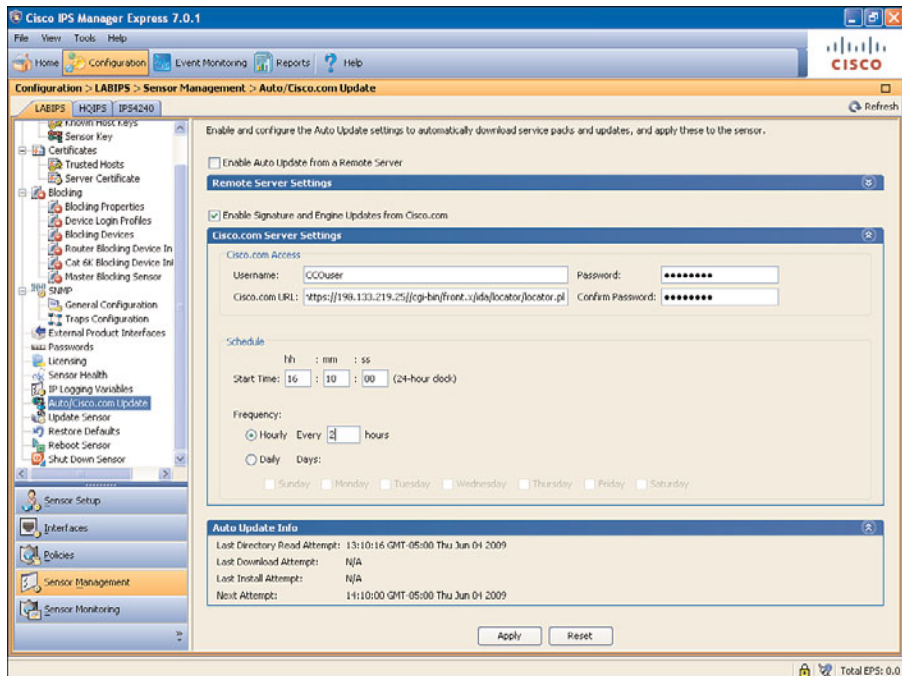 Cisco IPS Manager Express 7.0.1
File View Tools Help
Home Configuration Event Monitoring Reports Help
CISCO
Configuration > LABIPS > Sensor Management > Auto/Cisco.com Update
LABIPS HQIPS IPS4240
Refresh
Known Host Keys
Sensor Key
Certificates
Trusted Hosts
Server Certificate
Blocking
Blocking Properties
Device Login Profiles
Blocking Devices
Router Blocking Device In
Cat 6K Blocking Device Int
Master Blocking Sensor
SNMP
General Configuration
Traps Configuration
External Product Interfaces
Passwords
Licensing
Sensor Health
IP Logging Variables
Auto/Cisco.com Update
Update Sensor
Restore Defaults
Reboot Sensor
Shut Down Sensor
Sensor Setup
Interfaces
Policies
Sensor Management
Sensor Monitoring
Enable and configure the Auto Update settings to automatically download service packs and updates, and apply these to the sensor.
Enable Auto Update from a Remote Server
Remote Server Settings
Enable Signature and Engine Updates from Cisco.com
Cisco.com Server Settings
Cisco.com Access
Username: CCOuser Password: ••••••••
Cisco.com URL: https://198.133.219.25//cgi-bin/front.x/ida/locator/locator.pl Confirm Password: ••••••••
Schedule
hh : mm : ss
Start Time: 16 : 10 : 00 (24-hour clock)
Frequency:
Hourly Every 2 hours
Daily Days:
Sunday Monday Tuesday Wednesday Thursday Friday Saturday
Auto Update Info
Last Directory Read Attempt: 13:10:16 GMT-05:00 Thu Jun 04 2009
Last Download Attempt: N/A
Last Install Attempt: N/A
Next Attempt: 14:10:00 GMT-05:00 Thu Jun 04 2009
Apply Reset
Total EPS: 0.0